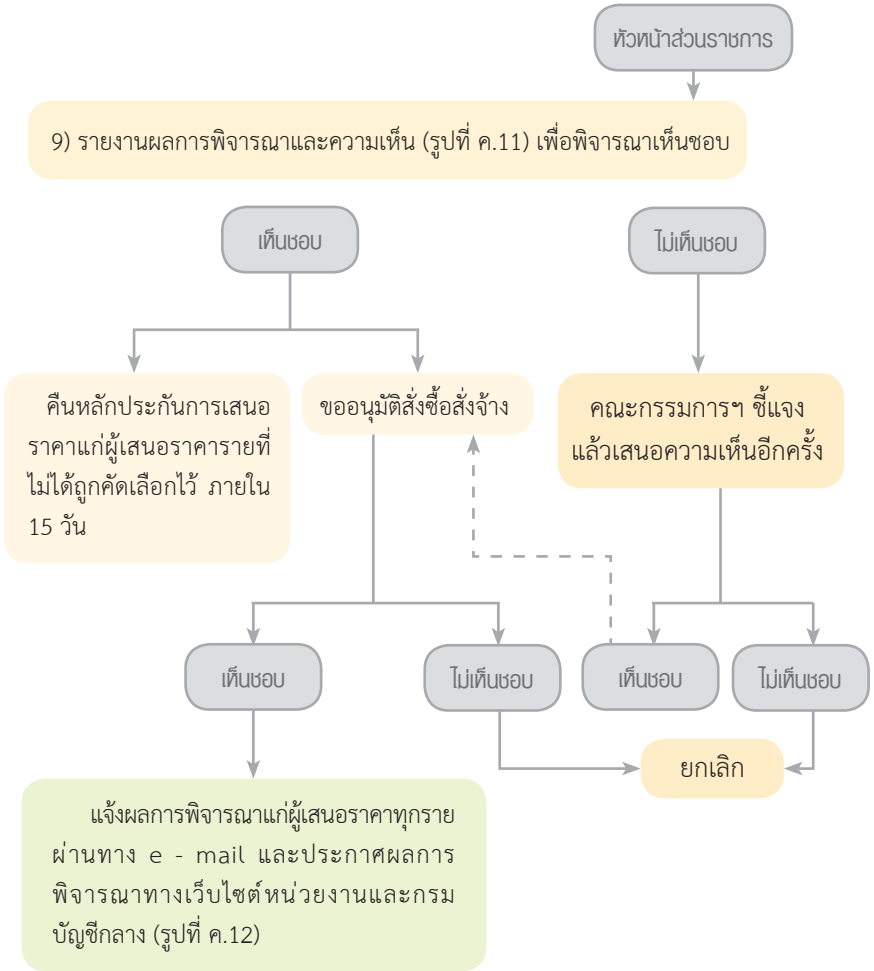 หัวหน้าส่วนราชการ
9) รายงานผลการพิจารณาและความเห็น (รูปที่ ค.11) เพื่อพิจารณาเห็นชอบ
เห็นชอบ
ไม่เห็นชอบ
คืนหลักประกันการเสนอ
ราคาแก่ผู้เสนอราคารายที่
ไม่ได้ถูกคัดเลือกไว้ ภายใน
15 วัน
ขออนุมัติสั่งซื้อสั่งจ้าง
คณะกรรมการฯ ชี้แจง
แล้วเสนอความเห็นอีกครั้ง
เห็นชอบ
ไม่เห็นชอบ
เห็นชอบ
ไม่เห็นชอบ
ยกเลิก
แจ้งผลการพิจารณาแก่ผู้เสนอราคาทุกราย
ผ่านทาง e - mail และประกาศผลการ
พิจารณาทางเว็บไซต์หน่วยงานและกรม
บัญชีกลาง (รูปที่ ค.12)